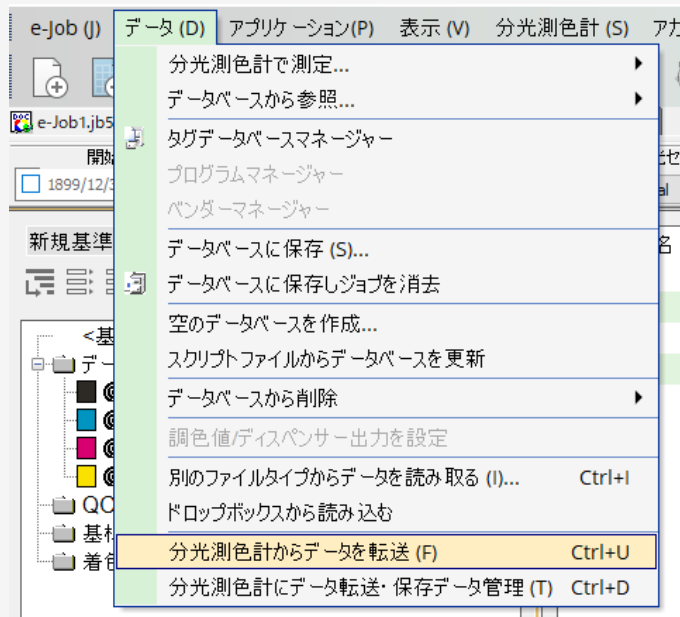 e-Job (J) データ (D) アプリケーション(P) 表示 (V) 分光測色計 (S)
分光測色計で測定...
データベースから参照...
e-Job1.jb5
タグデータベースマネージャー
プログラムマネージャー
1899/12/3
ベンダーマネージャー
新規基準
データベースに保存 (S)...
名
データベースに保存しジョブを消去
空のデータベースを作成...
<基
スクリプトファイルからデータベースを更新
デー
データベースから削除
調色値/ディスペンサー出力を設定
別のファイルタイプからデータを読み取る (I)... Ctrl+I
QC
ドロップボックスから読み込む
基材
分光測色計からデータを転送 (F) Ctrl+U
着色
分光測色計にデータ転送・保存データ管理 (T) Ctrl+D